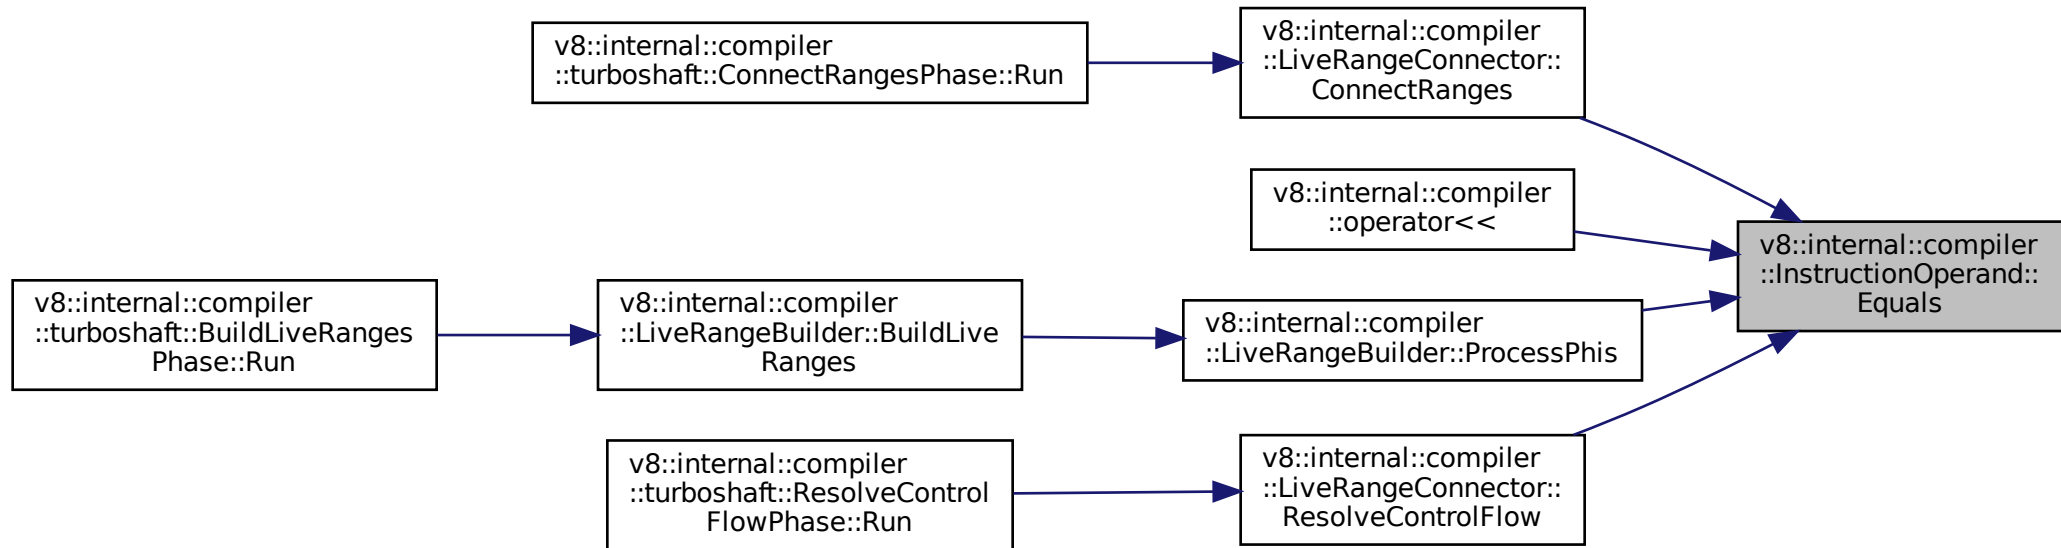 v8::internal::compiler
::turboshaft::ConnectRangesPhase::Run
v8::internal::compiler
::LiveRangeConnector::
ConnectRanges
v8::internal::compiler
::operator<<
v8::internal::compiler
::InstructionOperand::
Equals
v8::internal::compiler
::turboshaft::BuildLiveRanges
Phase::Run
v8::internal::compiler
::LiveRangeBuilder::BuildLive
Ranges
v8::internal::compiler
::LiveRangeBuilder::ProcessPhis
v8::internal::compiler
::turboshaft::ResolveControl
FlowPhase::Run
v8::internal::compiler
::LiveRangeConnector::
ResolveControlFlow